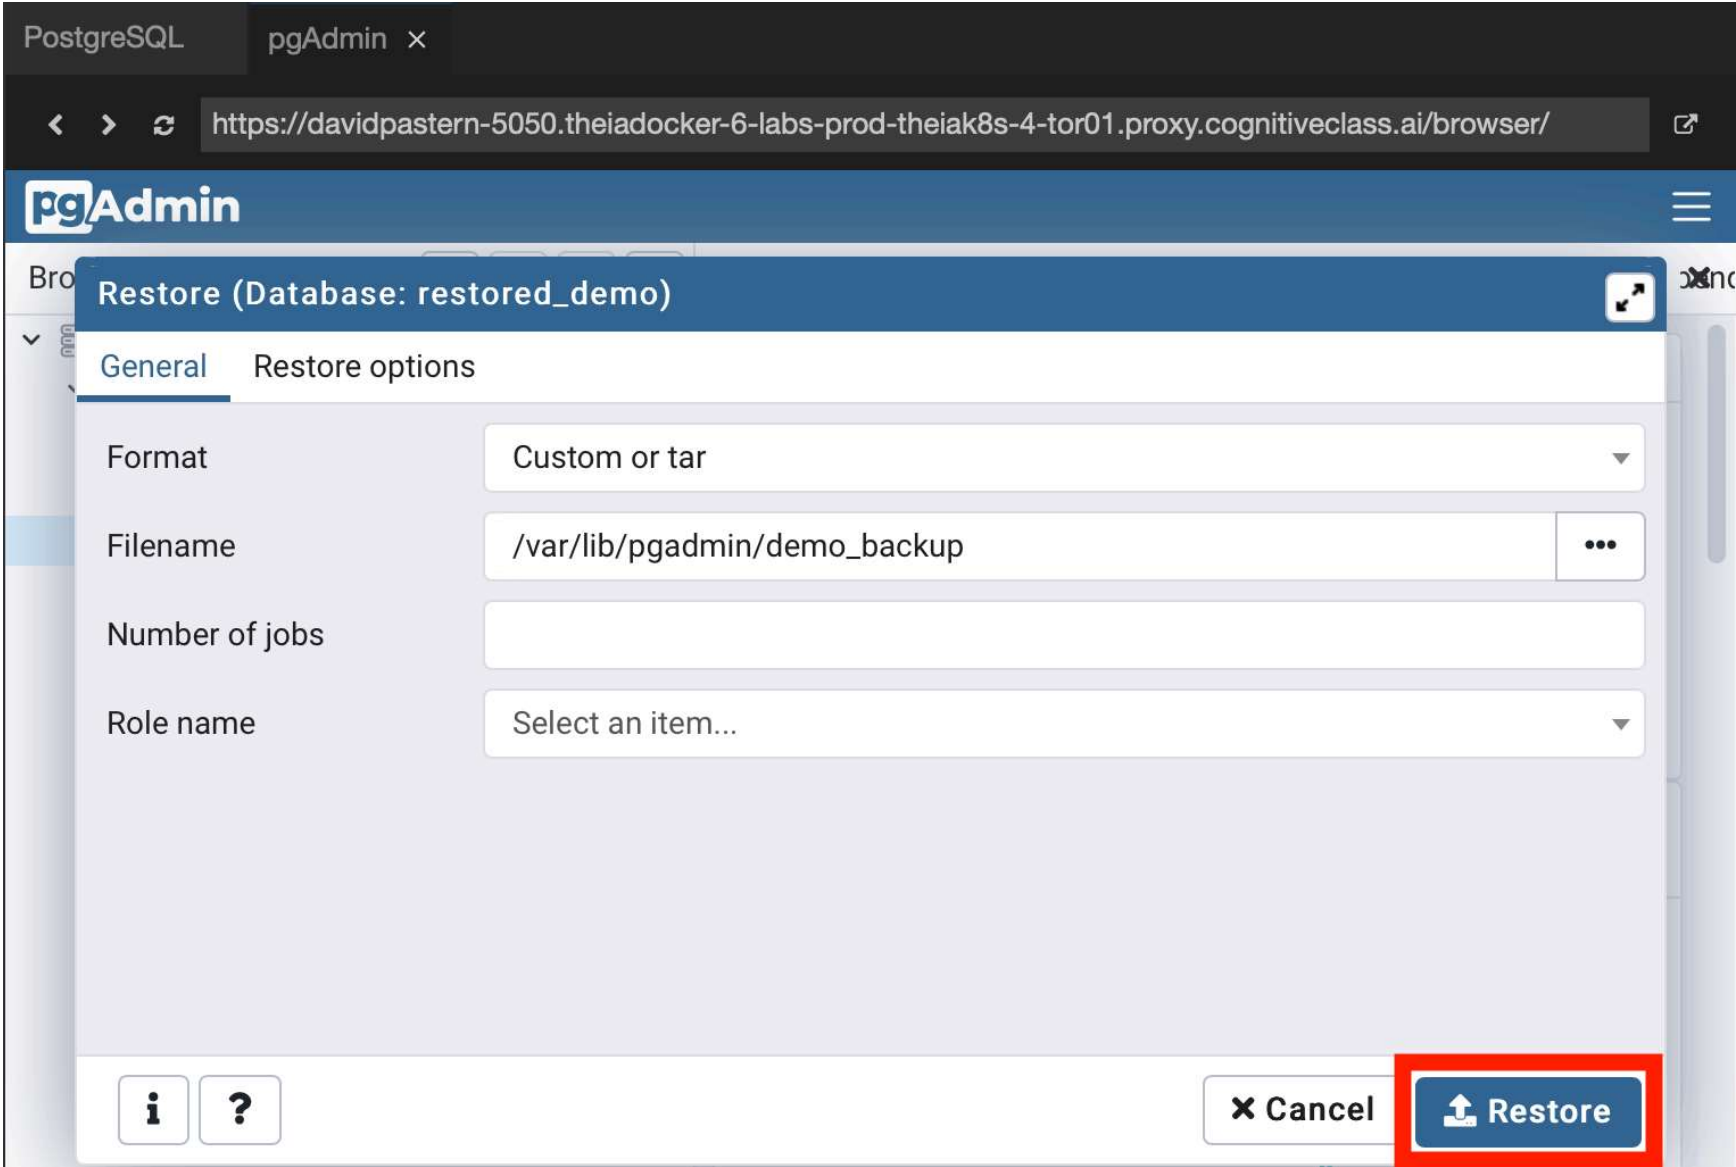 PostgreSQL
pgAdmin
https://davidpastern-5050.theiadocker-6-labs-prod-theiak8s-4-tor01.proxy.cognitiveclass.ai/browser/
pgAdmin
Bro
Restore (Database: restored_demo)
General Restore options
Format Custom or tar
Filename /var/lib/pgadmin/demo_backup •••
Number of jobs
Role name Select an item...
i ? Cancel Restore